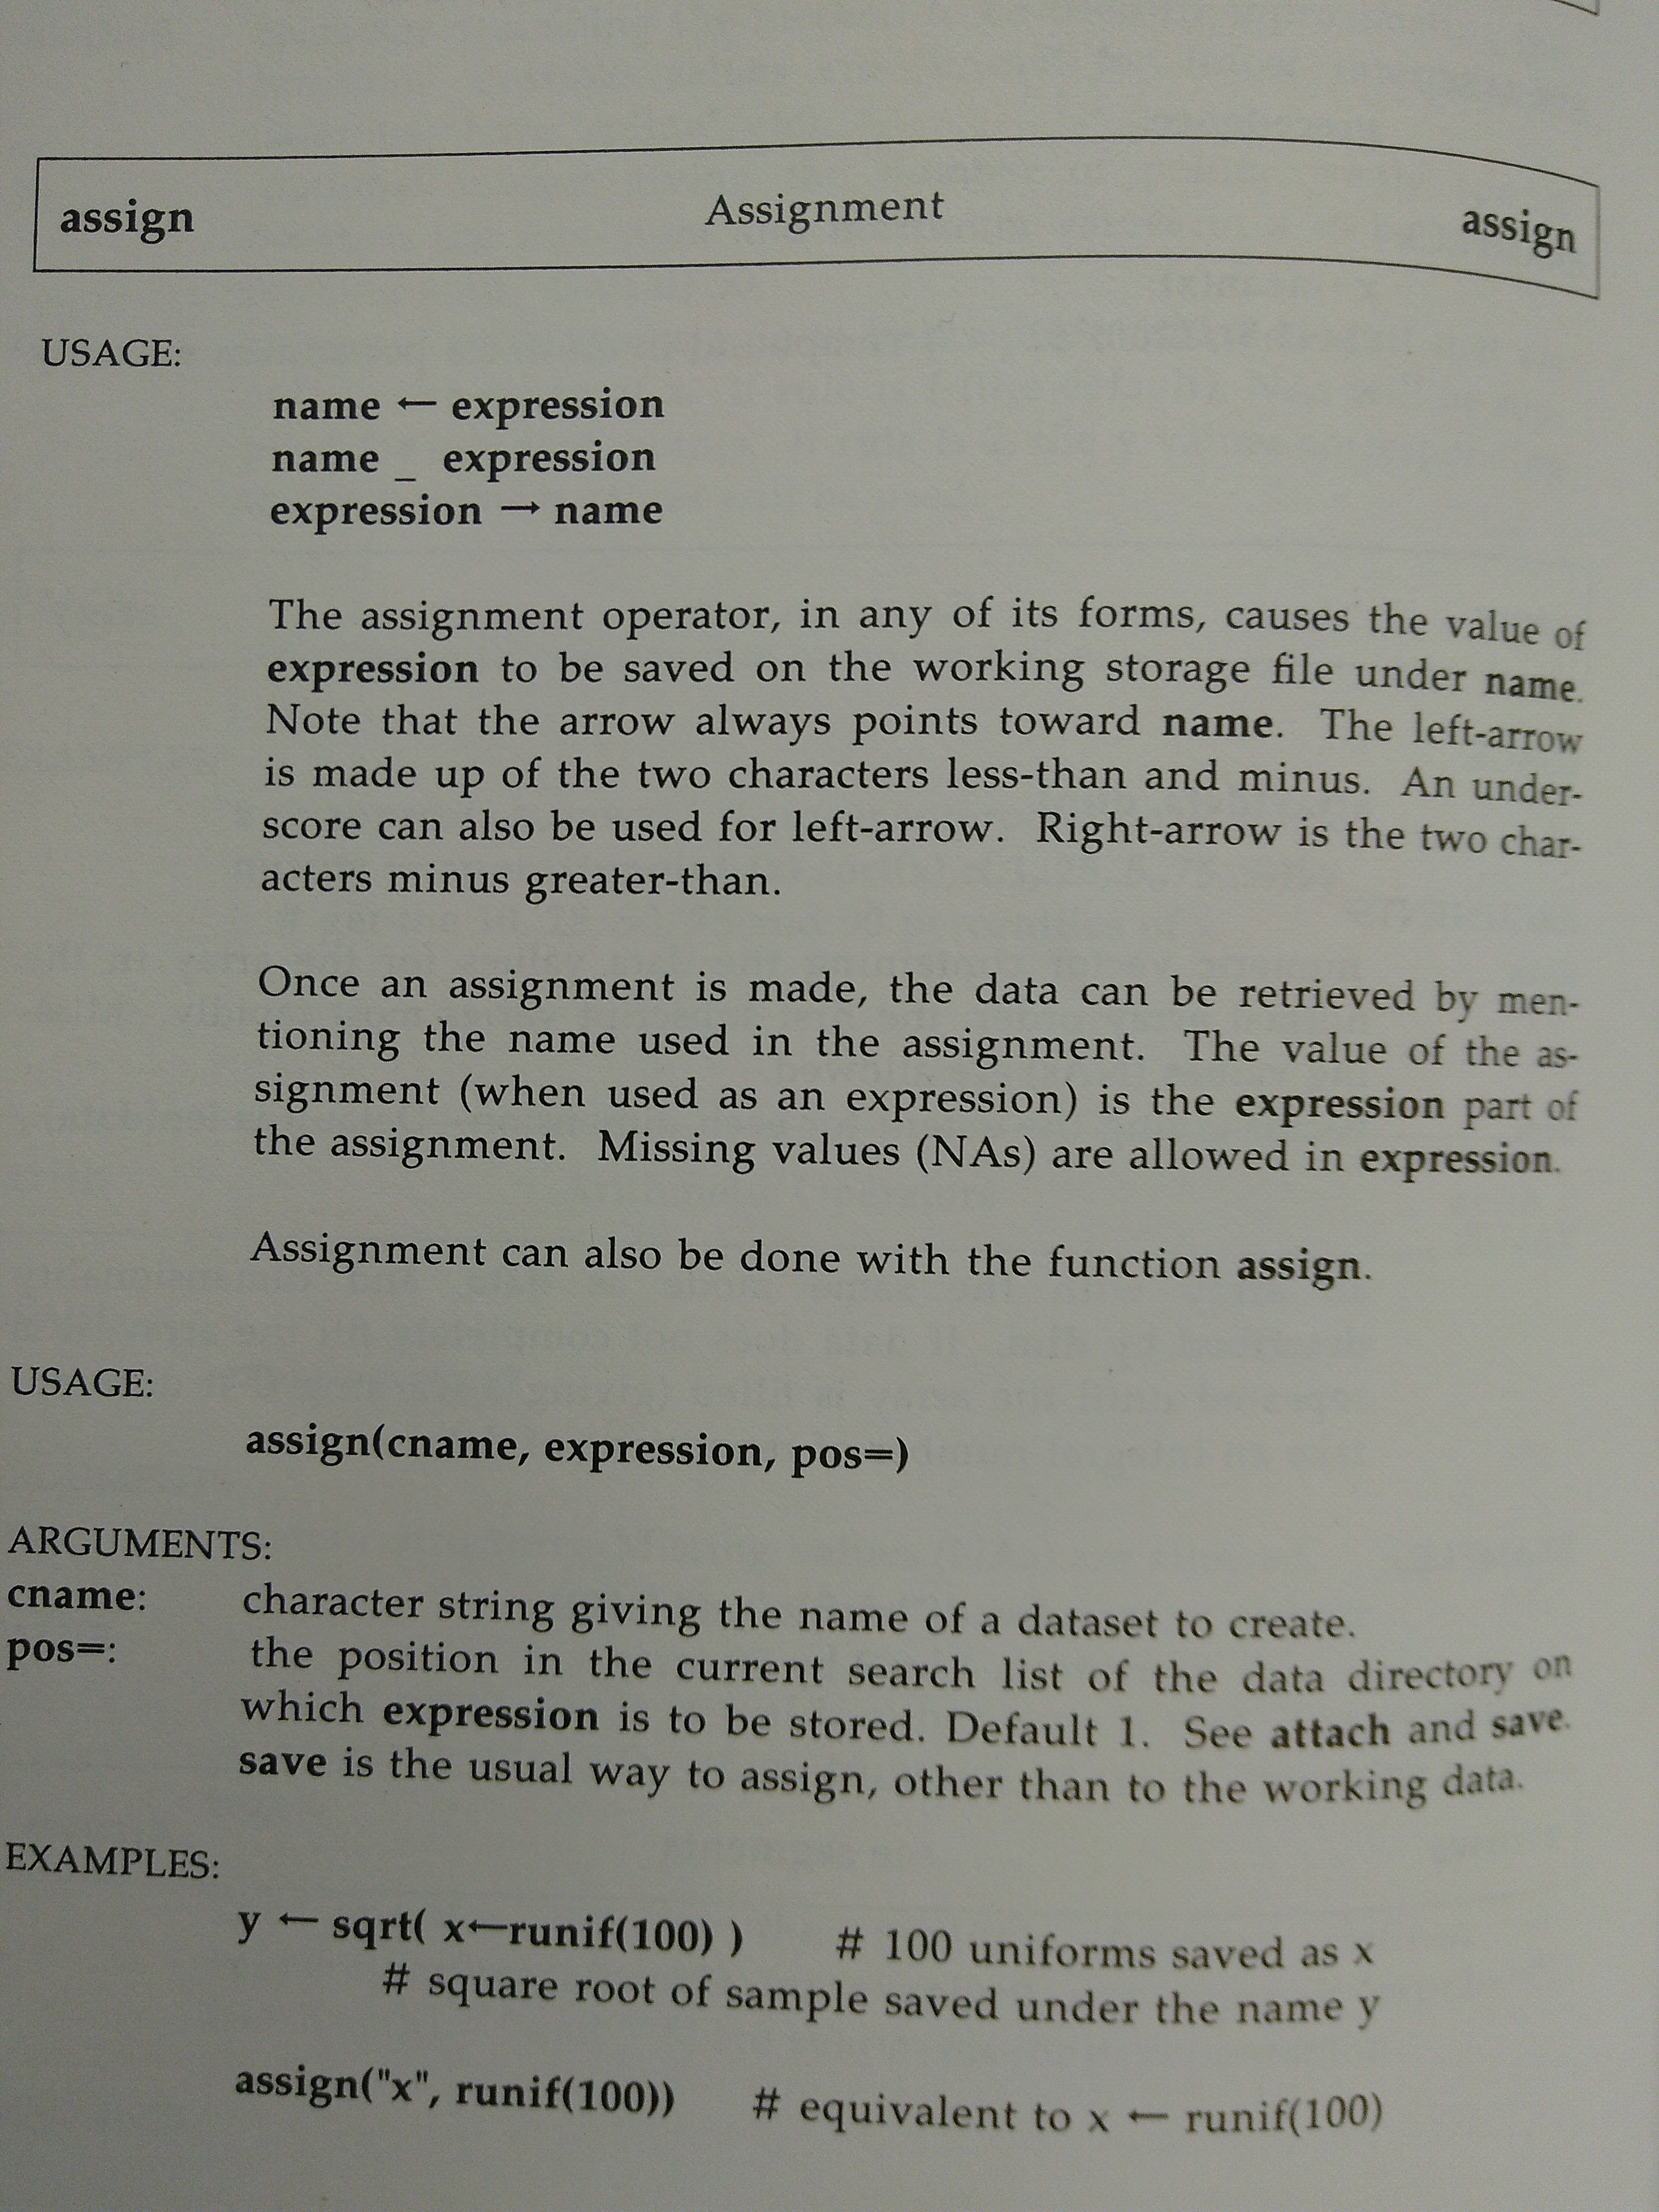 assign Assignment assign
USAGE:
name ← expression
name _ expression
expression → name
The assignment operator, in any of its forms, causes the value of
expression to be saved on the working storage file under name.
Note that the arrow always points toward name. The left-arrow
is made up of the two characters less-than and minus. An under-
score can also be used for left-arrow. Right-arrow is the two char-
acters minus greater-than.
Once an assignment is made, the data can be retrieved by men-
tioning the name used in the assignment. The value of the as-
signment (when used as an expression) is the expression part of
the assignment. Missing values (NAs) are allowed in expression.
Assignment can also be done with the function assign.
USAGE:
assign(cname, expression, pos=)
ARGUMENTS:
cname: character string giving the name of a dataset to create.
pos=: the position in the current search list of the data directory on
which expression is to be stored. Default 1. See attach and save.
save is the usual way to assign, other than to the working data.
EXAMPLES:
y ← sqrt( x←runif(100) ) # 100 uniforms saved as x
# square root of sample saved under the name y
assign("x", runif(100)) # equivalent to x ← runif(100)